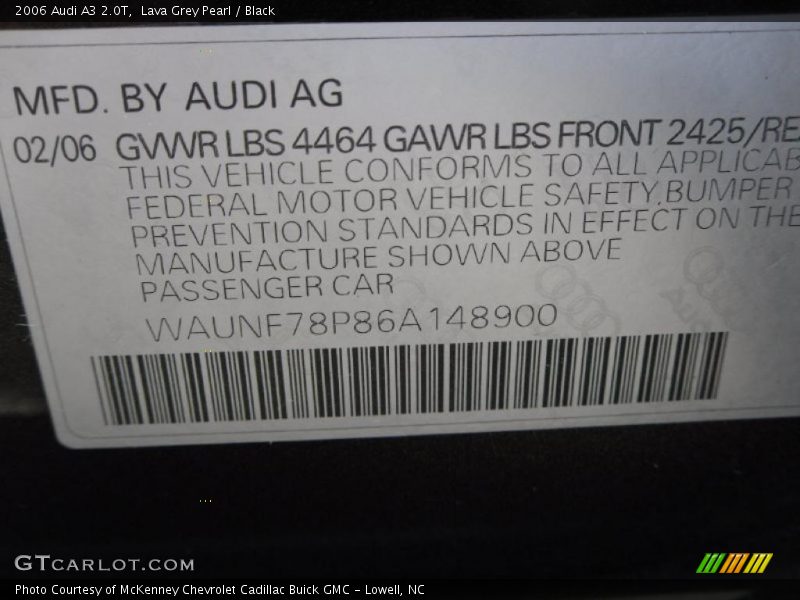 2006 Audi A3 2.0T, Lava Grey Pearl / Black
MFD. BY AUDI AG
02/06 GVWR LBS 4464 GAWR LBS FRONT 2425/RE
THIS VEHICLE CONFORMS TO ALL APPLICAB
FEDERAL MOTOR VEHICLE SAFETY, BUMPER
PREVENTION STANDARDS IN EFFECT ON THE
MANUFACTURE SHOWN ABOVE
PASSENGER CAR
WAUNF78P86A148900
GTCARLOT.COM
Photo Courtesy of McKenney Chevrolet Cadillac Buick GMC - Lowell, NC